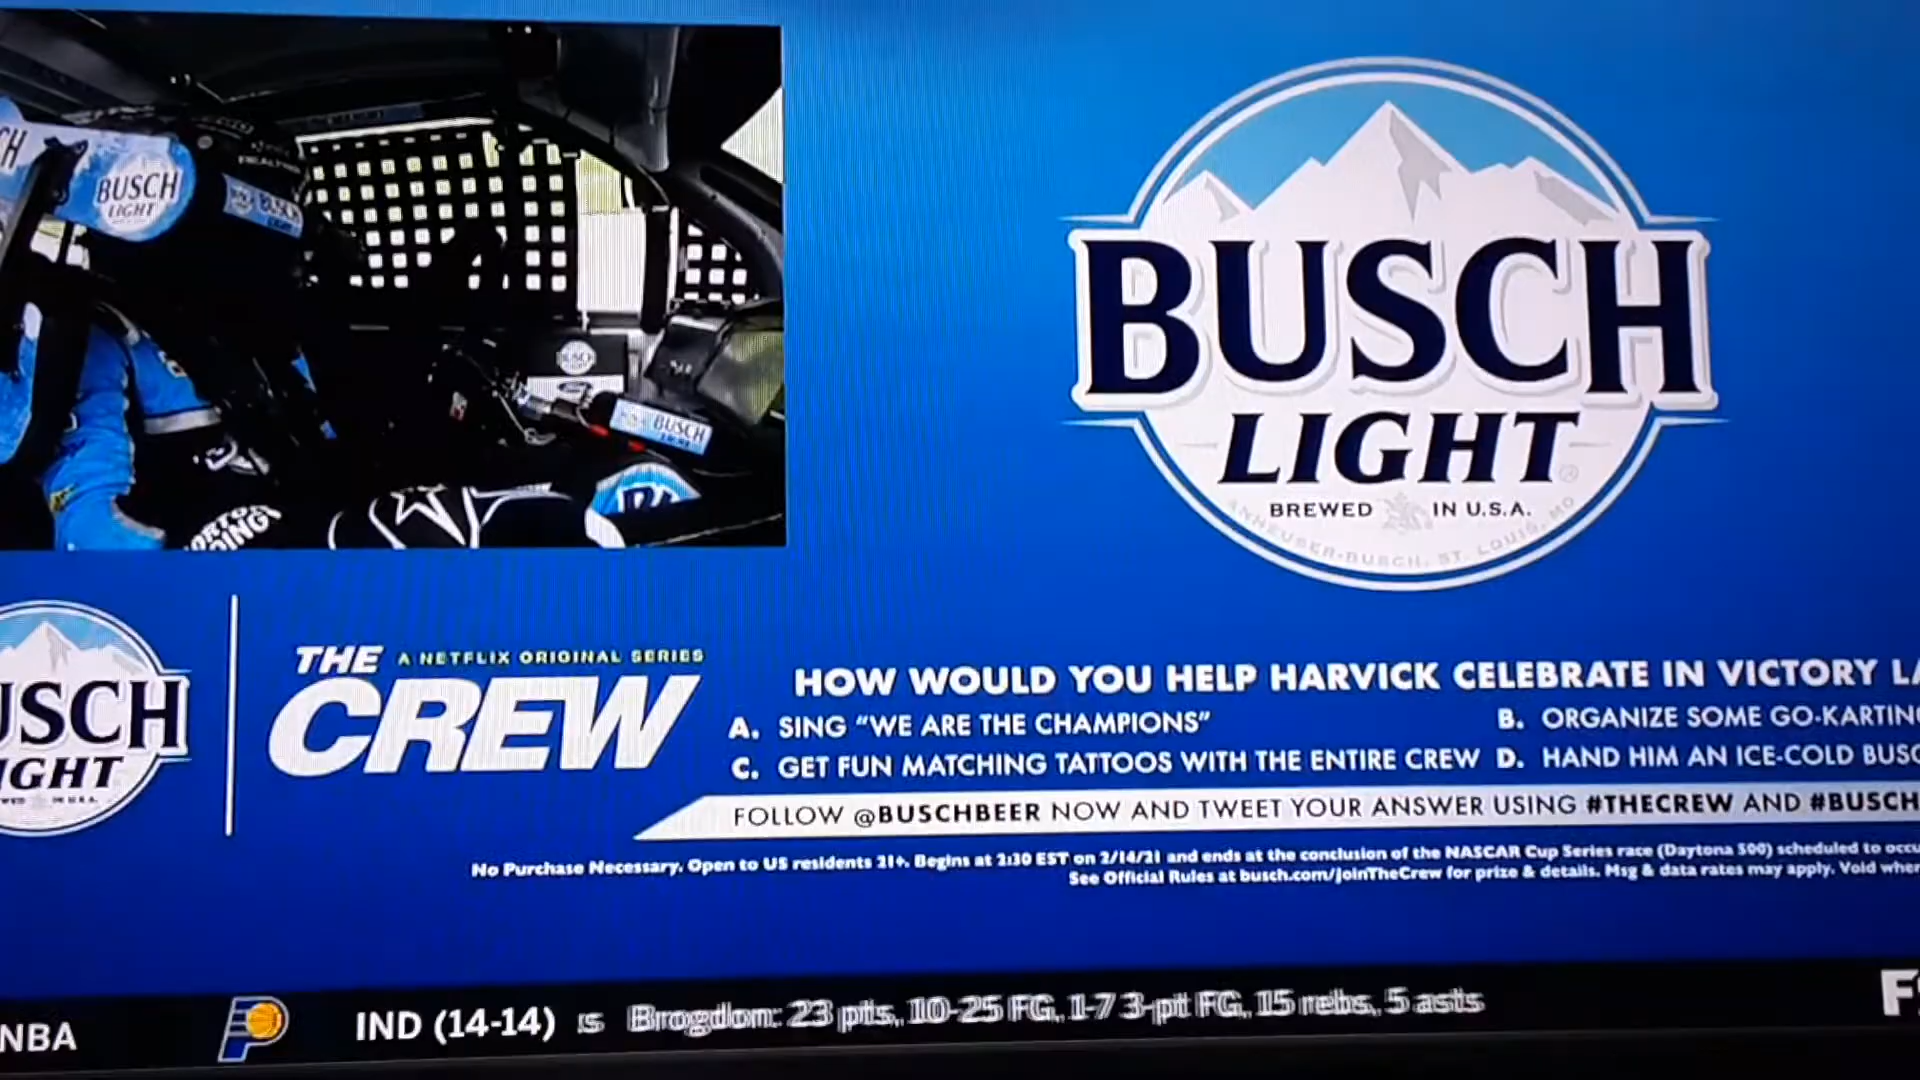 BUSCH
LIGHT
BUSCH
LIGHT
BUSCH
BUSCH
BUSCH
LIGHT
BREWED IN U.S.A.
ANHEUSER-BUSCH, ST. LOUIS, MO
USCH
IGHT
THE
A NETFLIX ORIGINAL SERIES
CREW
HOW WOULD YOU HELP HARVICK CELEBRATE IN VICTORY LA
A. SING “WE ARE THE CHAMPIONS”
B. ORGANIZE SOME GO-KARTING
C. GET FUN MATCHING TATTOOS WITH THE ENTIRE CREW
D. HAND HIM AN ICE-COLD BUSC
FOLLOW @BUSCHBEER NOW AND TWEET YOUR ANSWER USING #THECREW AND #BUSCH
No Purchase Necessary. Open to US residents 21+. Begins at 2:30 EST on 2/14/21 and ends at the conclusion of the NASCAR Cup Series race (Daytona 500) scheduled to occu
See Official Rules at busch.com/JoinTheCrew for prize & details. Msg & data rates may apply. Void wher
NBA
IND (14-14)
Brogdon: 23 pts, 10-25 FG, 1-7 3-pt FG, 15 rebs, 5 asts